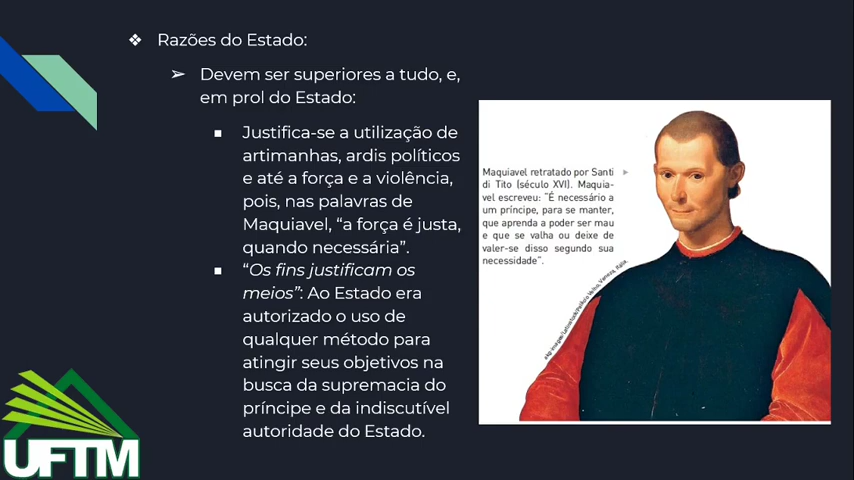 Razões do Estado:
Devem ser superiores a tudo, e,
em prol do Estado:
Justifica-se a utilização de
artimanhas, ardis políticos
e até a força e a violência,
pois, nas palavras de
Maquiavel, “a força é justa,
quando necessária”.
“Os fins justificam os
meios”: Ao Estado era
autorizado o uso de
qualquer método para
atingir seus objetivos na
busca da supremacia do
príncipe e da indiscutível
autoridade do Estado.
Maquiavel retratado por Santi
di Tito (século XVI). Maquia-
vel escreveu: “É necessário a
um príncipe, para se manter,
que aprenda a poder ser mau
e que se valha ou deixe de
valer-se disso segundo sua
necessidade”.
UFTM